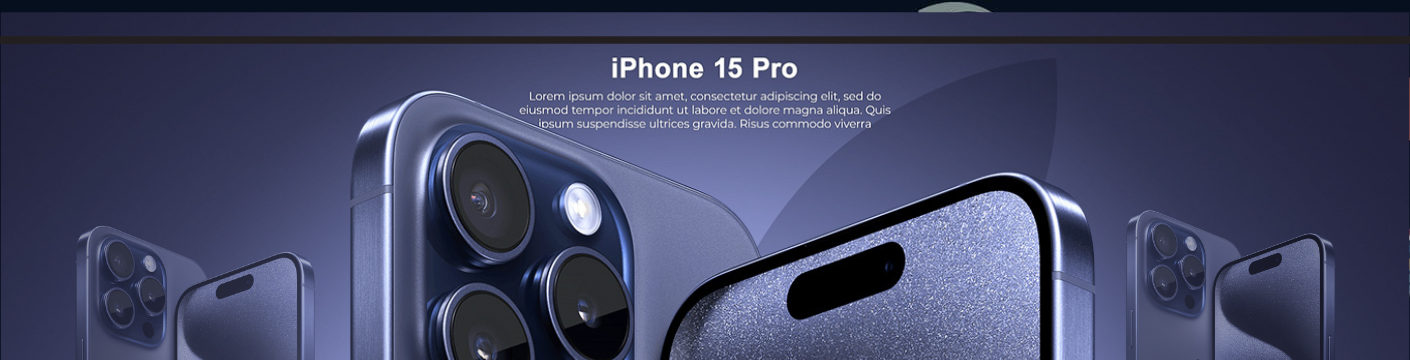 iPhone 15 Pro
Lorem ipsum dolor sit amet, consectetur adipiscing elit, sed do
eiusmod tempor incididunt ut labore et dolore magna aliqua. Quis
ipsum suspendisse ultrices gravida. Risus commodo viverra